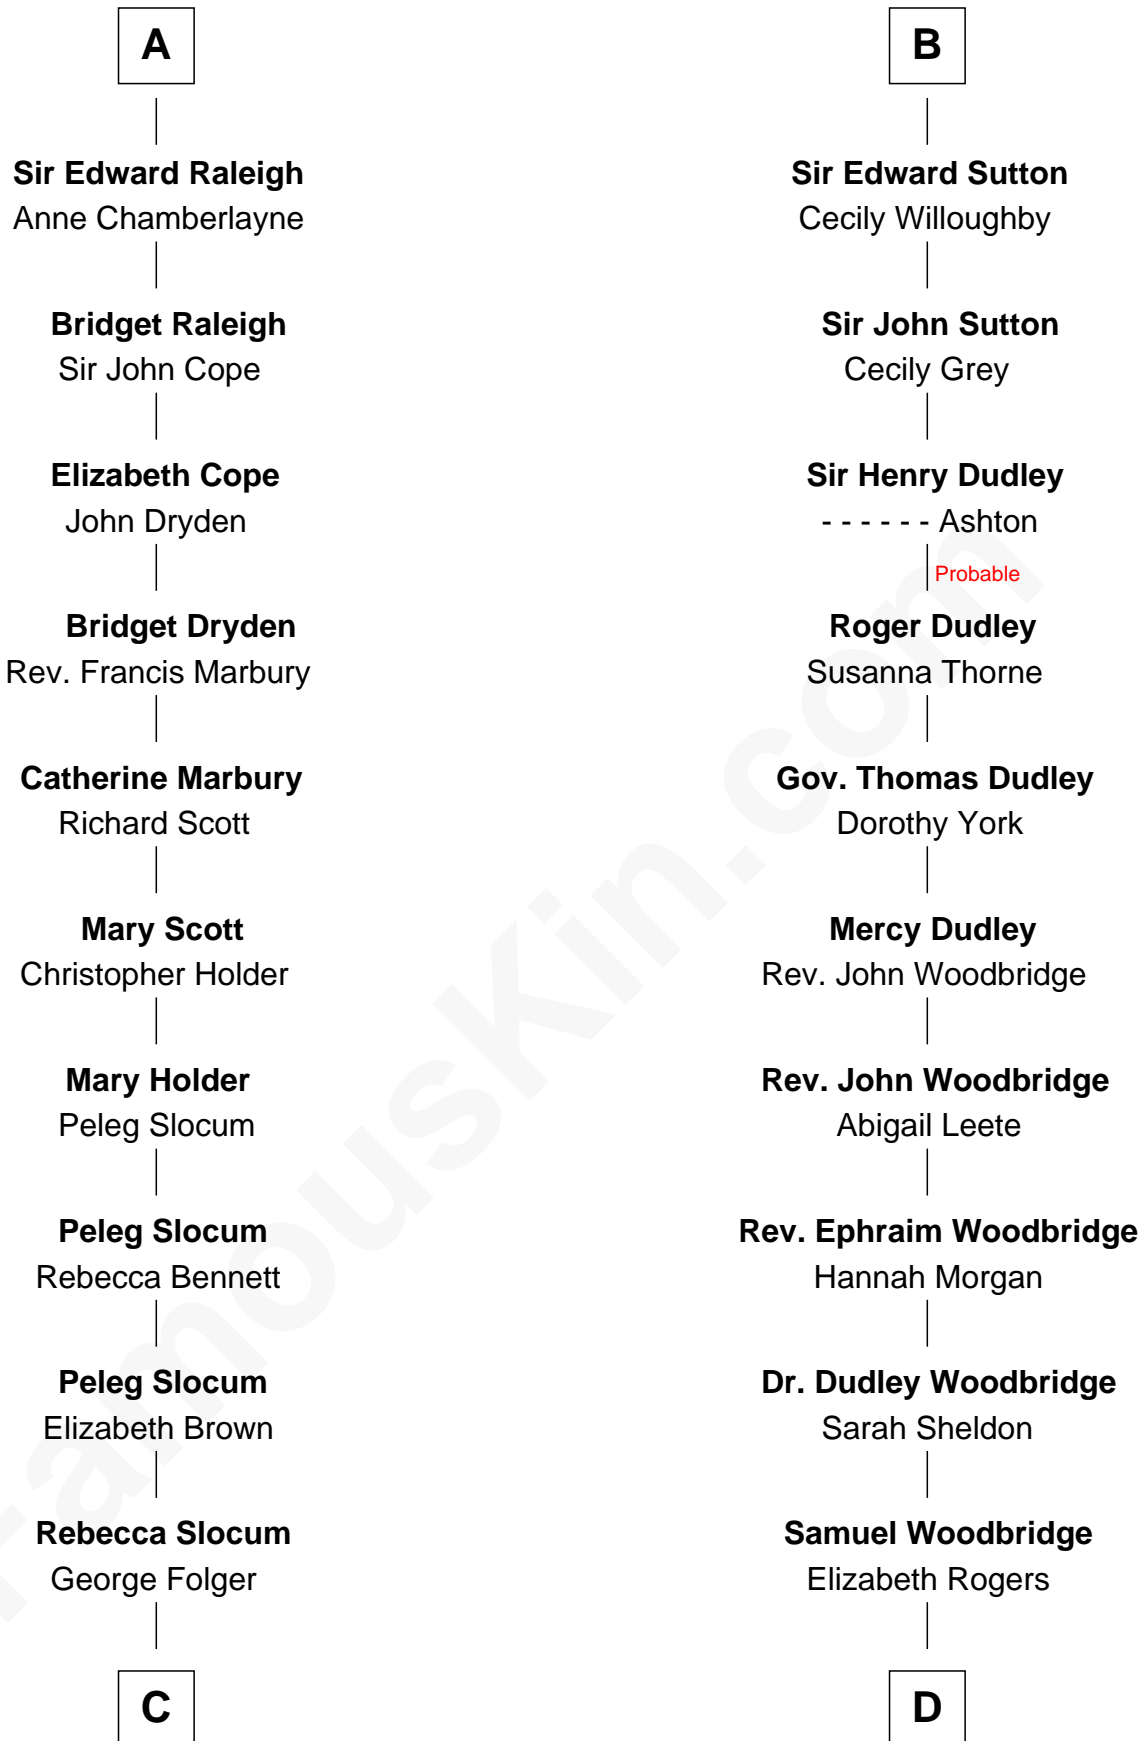 A
Sir Edward Raleigh
Anne Chamberlayne
Bridget Raleigh
Sir John Cope
Elizabeth Cope
John Dryden
Bridget Dryden
Rev. Francis Marbury
Catherine Marbury
Richard Scott
Mary Scott
Christopher Holder
Mary Holder
Peleg Slocum
Peleg Slocum
Rebecca Bennett
Peleg Slocum
Elizabeth Brown
Rebecca Slocum
George Folger
C
B
Sir Edward Sutton
Cecily Willoughby
Sir John Sutton
Cecily Grey
Sir Henry Dudley
- - - - - - Ashton
Probable
Roger Dudley
Susanna Thorne
Gov. Thomas Dudley
Dorothy York
Mercy Dudley
Rev. John Woodbridge
Rev. John Woodbridge
Abigail Leete
Rev. Ephraim Woodbridge
Hannah Morgan
Dr. Dudley Woodbridge
Sarah Sheldon
Samuel Woodbridge
Elizabeth Rogers
D
FamousKin.com